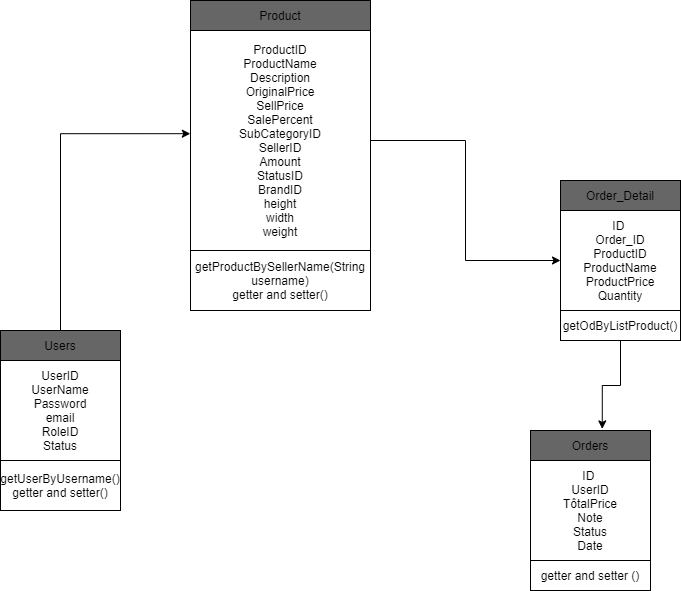 Product
ProductID
ProductName
Description
OriginalPrice
SellPrice
SalePercent
SubCategoryID
SellerID
Amount
StatusID
BrandID
height
width
weight
getProductBySellerName(String
username)
getter and setter()
Order_Detail
ID
Order_ID
ProductID
ProductName
ProductPrice
Quantity
getOdByListProduct()
Users
UserID
UserName
Password
email
RoleID
Status
getUserByUsername()
getter and setter()
Orders
ID
UserID
TôtalPrice
Note
Status
Date
getter and setter ()